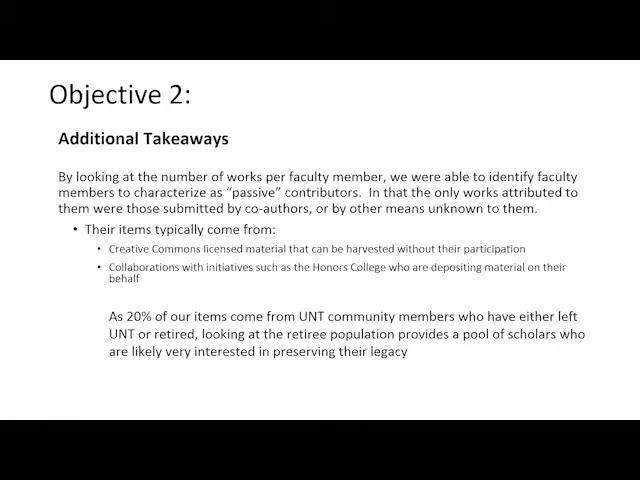 Objective 2:
Additional Takeaways
By looking at the number of works per faculty member, we were able to identify faculty
members to characterize as “passive” contributors.  In that the only works attributed to
them were those submitted by co-authors, or by other means unknown to them.
• Their items typically come from:
• Creative Commons licensed material that can be harvested without their participation
• Collaborations with initiatives such as the Honors College who are depositing material on their
behalf
As 20% of our items come from UNT community members who have either left
UNT or retired, looking at the retiree population provides a pool of scholars who
are likely very interested in preserving their legacy